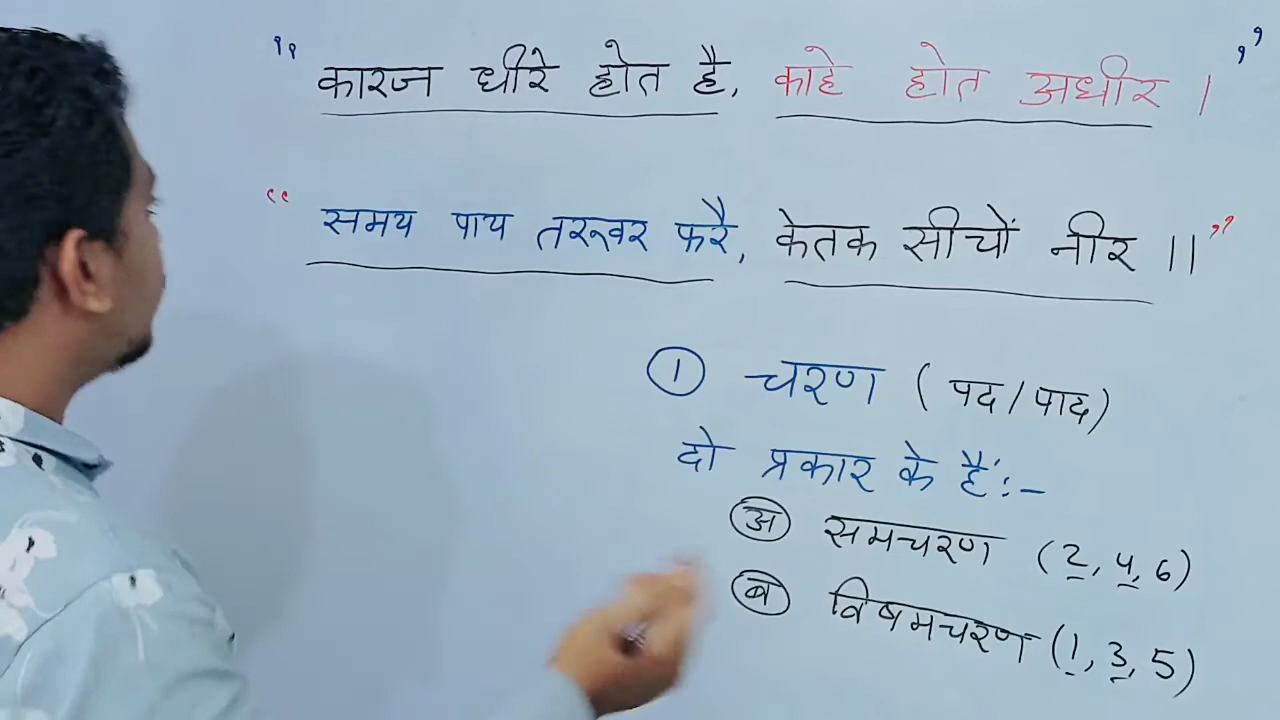 “ कारज धीरे होत है, काहे होत अधीर । ”
“ समय पाय तरूवर फरै, केतक सीचों नीर ।। ”
① चरण ( पद / पाद )
दो प्रकार के हैं:-
अ समचरण ( 2, 4, 6 )
ब विषमचरण ( 1, 3, 5 )